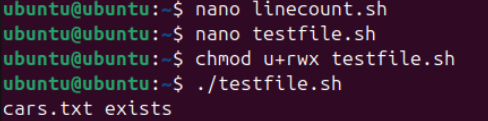 ubuntu@ubuntu:~$ nano linecount.sh
ubuntu@ubuntu:~$ nano testfile.sh
ubuntu@ubuntu:~$ chmod u+rwx testfile.sh
ubuntu@ubuntu:~$ ./testfile.sh
cars.txt exists